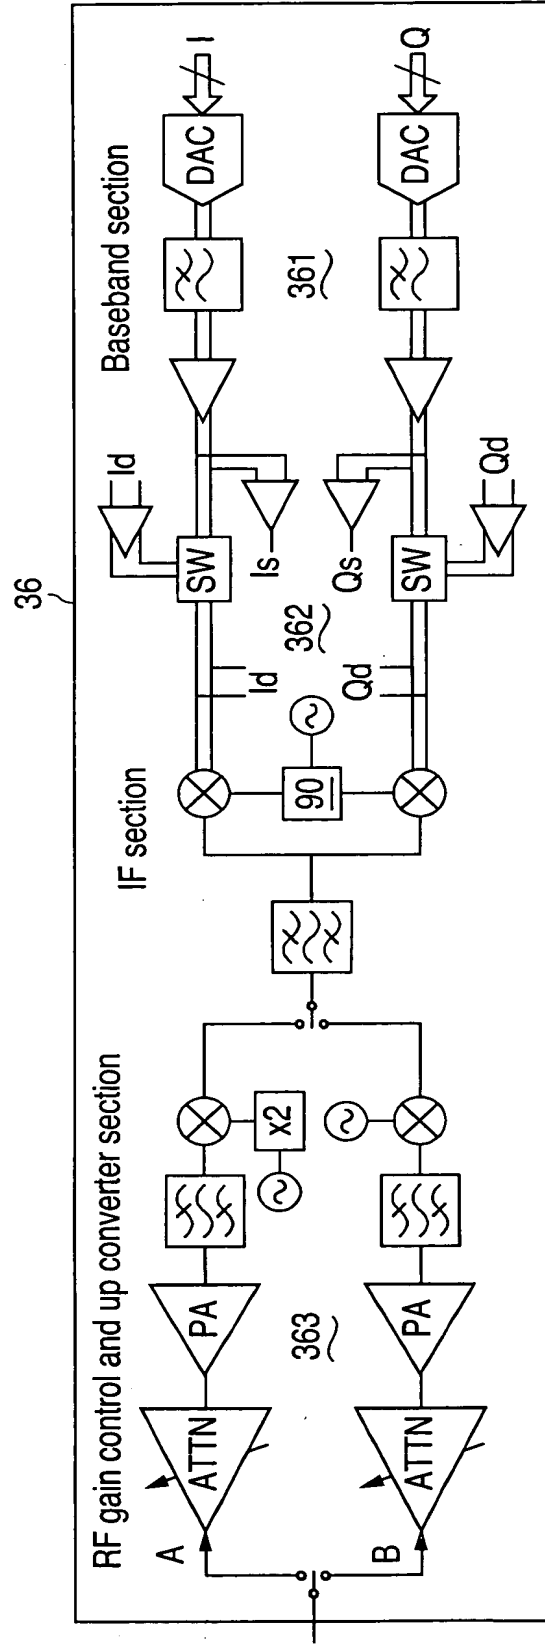 36
RF gain control and up converter section
IF section
Baseband section
A
ATTN
PA
x2
Id
SW
Id
Is
DAC
I
363
90
362
361
B
ATTN
PA
Qd
SW
Qs
Qd
DAC
Q